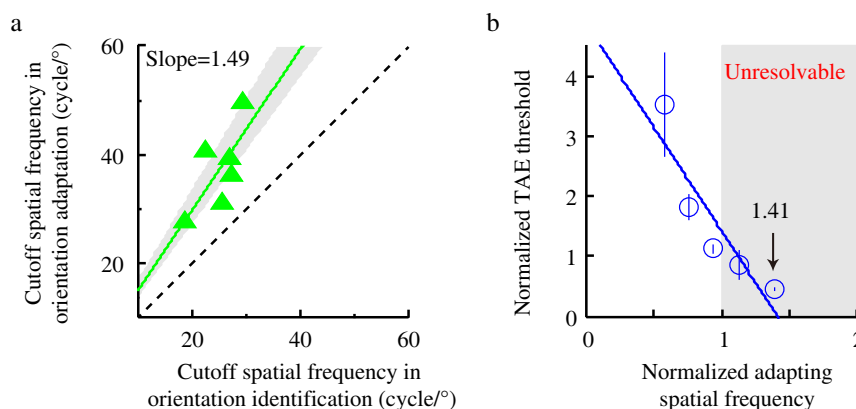 a
Cutoff spatial frequency in
orientation adaptation (cycle/°)
60
40
20
Slope=1.49
20
40
60
Cutoff spatial frequency in
orientation identification (cycle/°)
b
Normalized TAE threshold
4
3
2
1
0
Unresolvable
1.41
0
1
2
Normalized adapting
spatial frequency